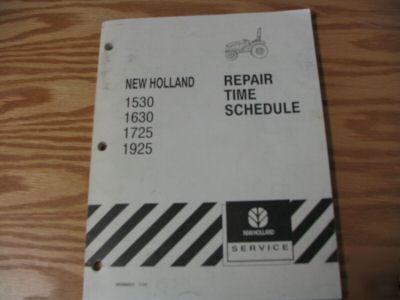 NEW HOLLAND
1530
1630
1725
1925
REPAIR
TIME
SCHEDULE
NEW HOLLAND
SERVICE